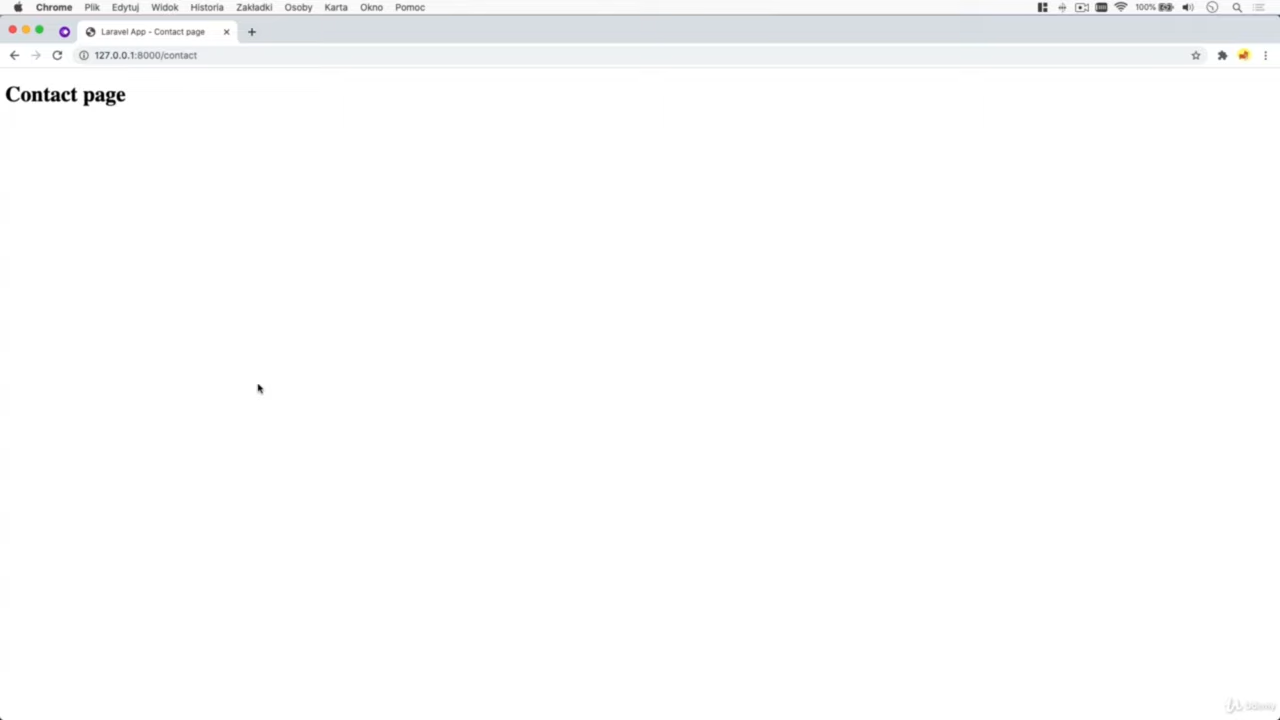 Chrome Plik Edytuj Widok Historia Zakładki Osoby Karta Okno Pomoc 100%
Laravel App - Contact page
127.0.0.1:8000/contact
Contact page
Udemy